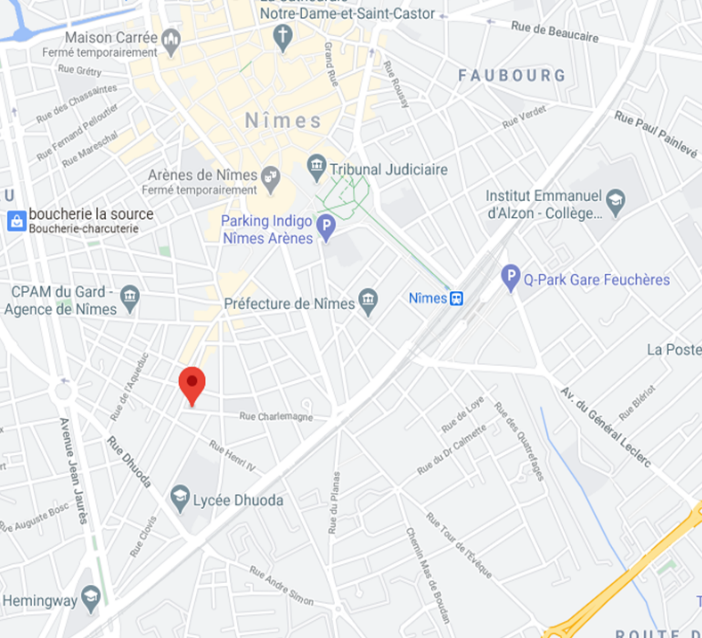 La Cathédrale
Notre-Dame-et-Saint-Castor
Rue de Beaucaire
Maison Carrée
Fermé temporairement
Rue Grétry
Grand Rue
Rue Roussy
FAUBOURG
Rue des Chassaintes
Rue Fernand Pelloutier
Rue Mareschal
Nîmes
Rue Verdet
Rue Paul Painlevé
Arènes de Nîmes
Fermé temporairement
Tribunal Judiciaire
U
boucherie la source
Boucherie-charcuterie
Institut Emmanuel
d'Alzon - Collège...
Parking Indigo
Nîmes Arènes
P
CPAM du Gard -
Agence de Nîmes
Préfecture de Nîmes
Nîmes
P
Q-Park Gare Feuchères
La Poste
Rue de l'Aqueduc
Rue Charlemagne
Rue de Loye
Rue des Quatrefages
Rue Blériot
Av. du Général Leclerc
Avenue Jean Jaurès
Rue Dhuoda
Rue Henri IV
Rue du Dr Calmette
Lycée Dhuoda
Rue du Planas
Rue Auguste Bosc
Rue Clovis
Rue Tour de l'Évêque
Chemin Mas de Boudan
Rue Andre Simon
Hemingway
ROUTE D